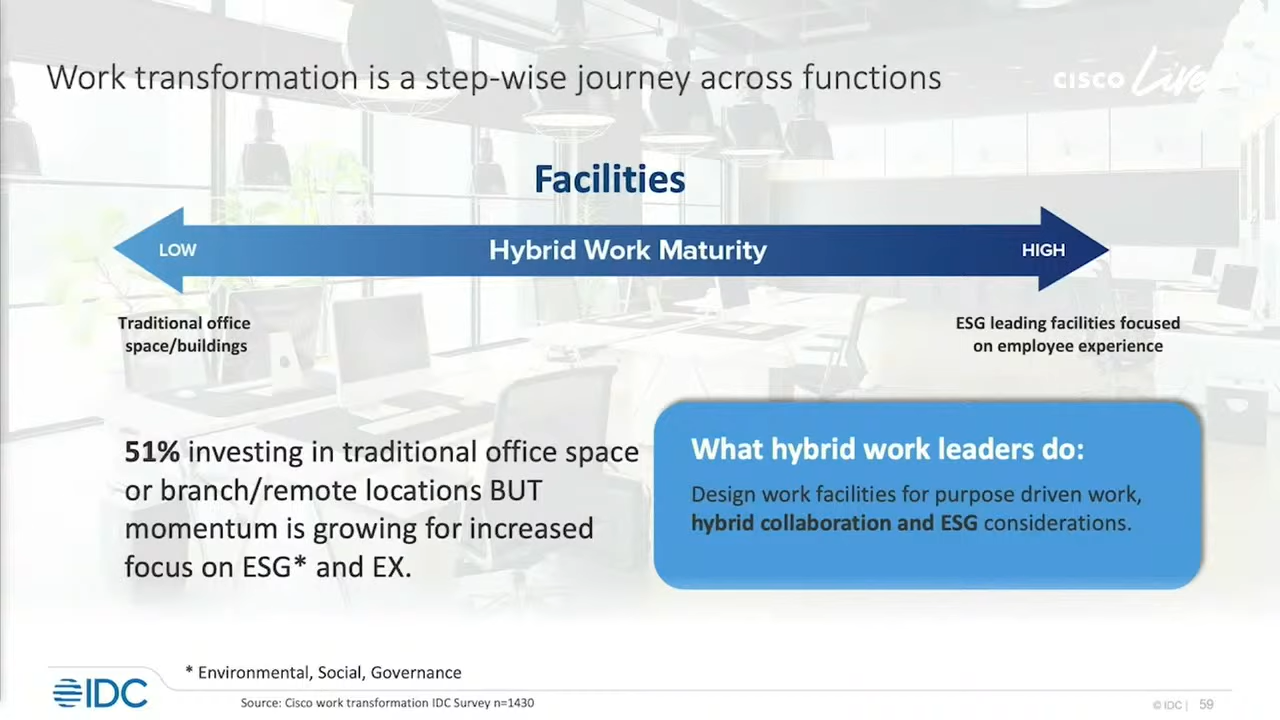 Work transformation is a step-wise journey across functions
CISCO Live!
Facilities
LOW
Hybrid Work Maturity
HIGH
Traditional office
space/buildings
ESG leading facilities focused
on employee experience
51% investing in traditional office space
or branch/remote locations BUT
momentum is growing for increased
focus on ESG* and EX.
What hybrid work leaders do:
Design work facilities for purpose driven work,
hybrid collaboration and ESG considerations.
* Environmental, Social, Governance
IDC
Source: Cisco work transformation IDC Survey n=1430
© IDC | 59